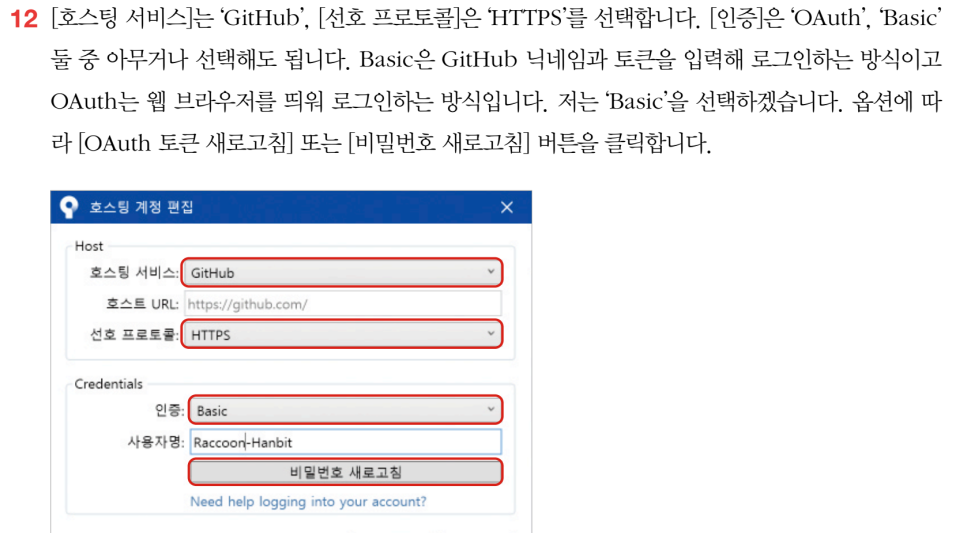 12 [호스팅 서비스]는 ‘GitHub’, [선호 프로토콜]은 ‘HTTPS’를 선택합니다. [인증]은 ‘OAuth’, ‘Basic’
둘 중 아무거나 선택해도 됩니다. Basic은 GitHub 닉네임과 토큰을 입력해 로그인하는 방식이고
OAuth는 웹 브라우저를 띄워 로그인하는 방식입니다. 저는 ‘Basic’을 선택하겠습니다. 옵션에 따
라 [OAuth 토큰 새로고침] 또는 [비밀번호 새로고침] 버튼을 클릭합니다.
호스팅 계정 편집
Host
호스팅 서비스: GitHub
호스트 URL: https://github.com/
선호 프로토콜: HTTPS
Credentials
인증: Basic
사용자명: Raccoon-Hanbit
비밀번호 새로고침
Need help logging into your account?